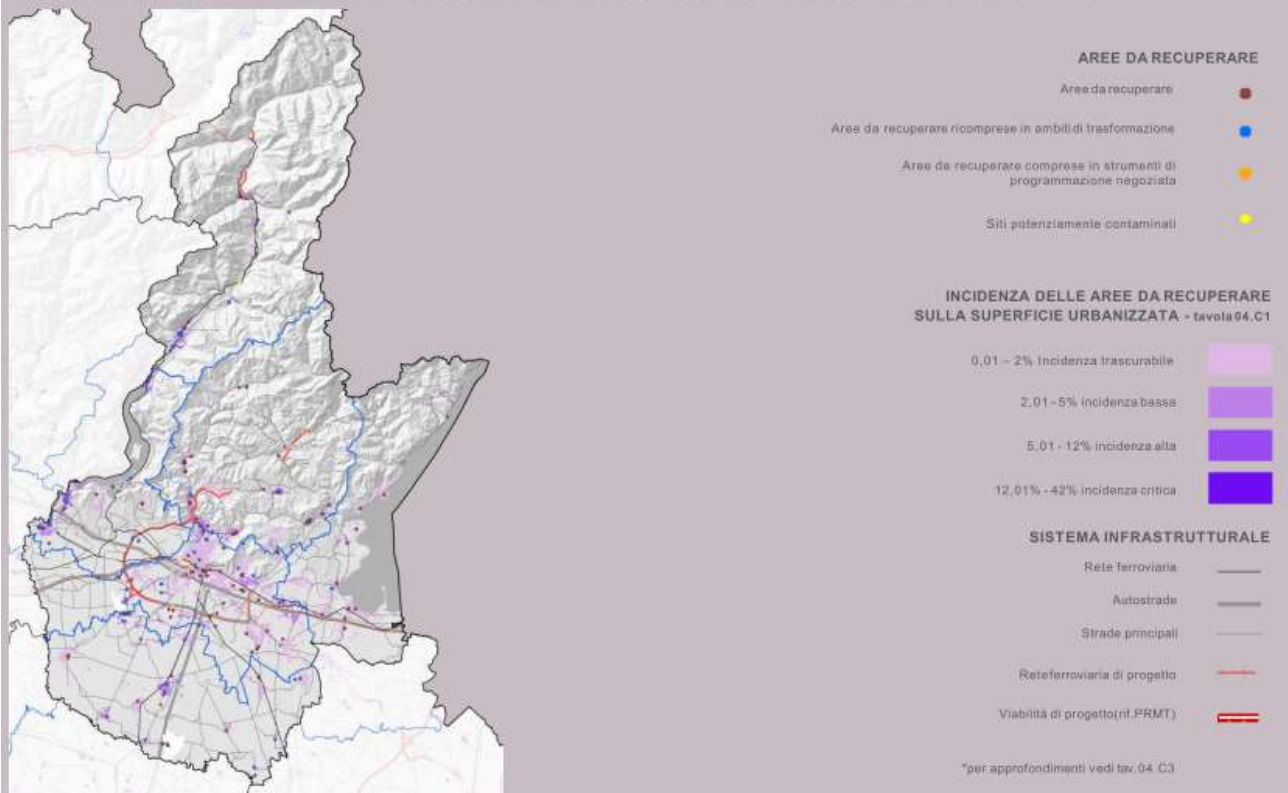 AREE DA RECUPERARE
Aree da recuperare
Aree da recuperare ricomprese in ambiti di trasformazione
Aree da recuperare comprese in strumenti di
programmazione negoziata
Siti potenziamente contaminati
INCIDENZA DELLE AREE DA RECUPERARE
SULLA SUPERFICIE URBANIZZATA - tavola 04.C1
0,01 – 2% Incidenza trascurabile
2,01 - 5% incidenza bassa
5,01 - 12% incidenza alta
12,01% - 42% incidenza critica
SISTEMA INFRASTRUTTURALE
Rete ferroviaria
Autostrade
Strade principali
Rete ferroviaria di progetto
Viabilità di progetto(rif.PRMT)
*per approfondimenti vedi tav. 04. C3